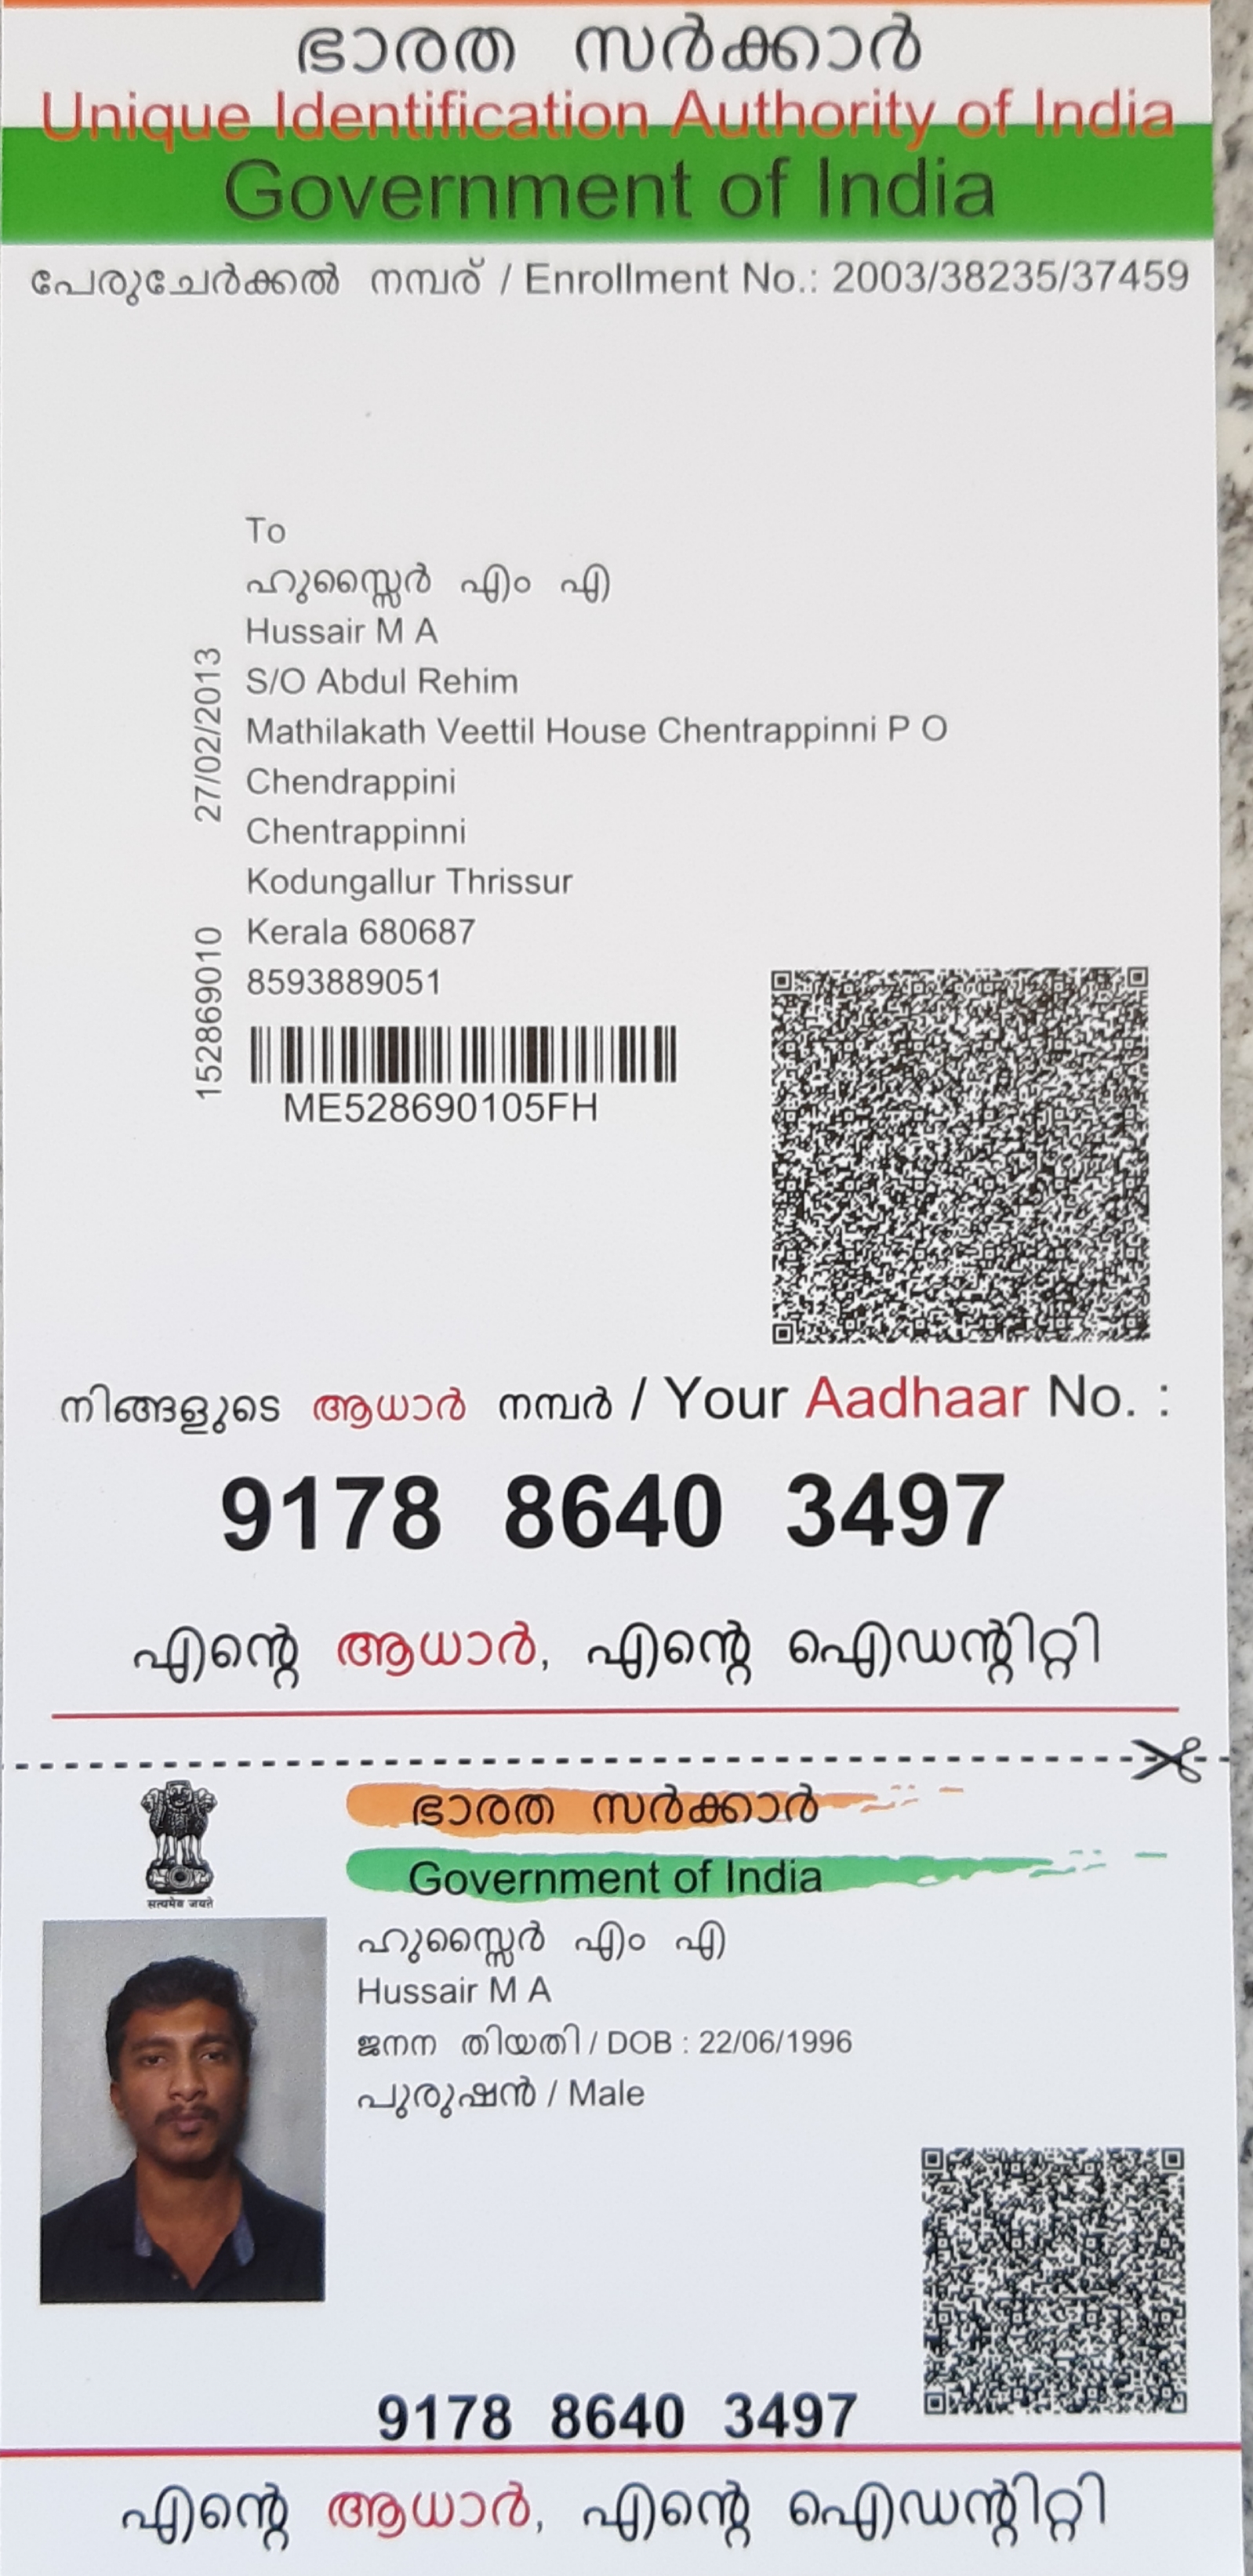 ഭാരത സർക്കാർ
Unique Identification Authority of India
Government of India
പേരുചേർക്കൽ നമ്പര് / Enrollment No.: 2003/38235/37459
To
ഹുസ്സൈർ എം എ
Hussair M A
S/O Abdul Rehim
Mathilakath Veettil House Chentrappinni P O
Chendrappini
Chentrappinni
Kodungallur Thrissur
Kerala 680687
8593889051
27/02/2013
152869010
ME528690105FH
നിങ്ങളുടെ ആധാർ നമ്പർ / Your Aadhaar No. :
9178 8640 3497
എന്റെ ആധാർ, എന്റെ ഐഡന്റിറ്റി
ഭാരത സർക്കാർ
Government of India
सत्यमेव जयते
ഹുസ്സൈർ എം എ
Hussair M A
ജനന തിയതി / DOB : 22/06/1996
പുരുഷൻ / Male
9178 8640 3497
എന്റെ ആധാർ, എന്റെ ഐഡന്റിറ്റി